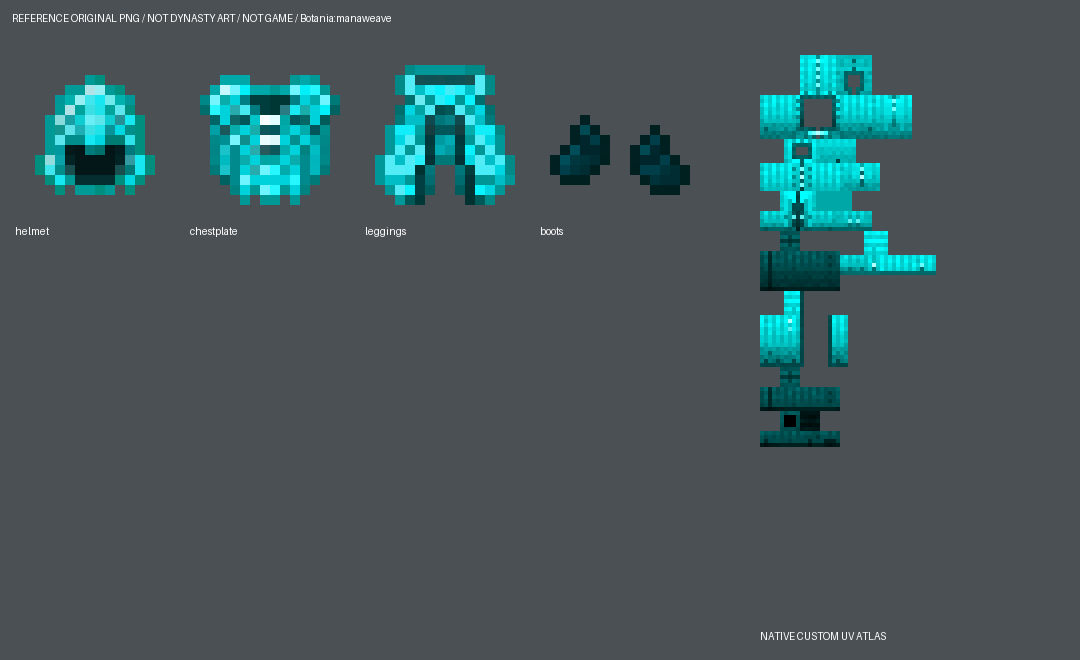 REFERENCE ORIGINAL PNG / NOT DYNASTY ART / NOT GAME / Botania:manaweave
helmet
chestplate
leggings
boots
NATIVE CUSTOM UV ATLAS